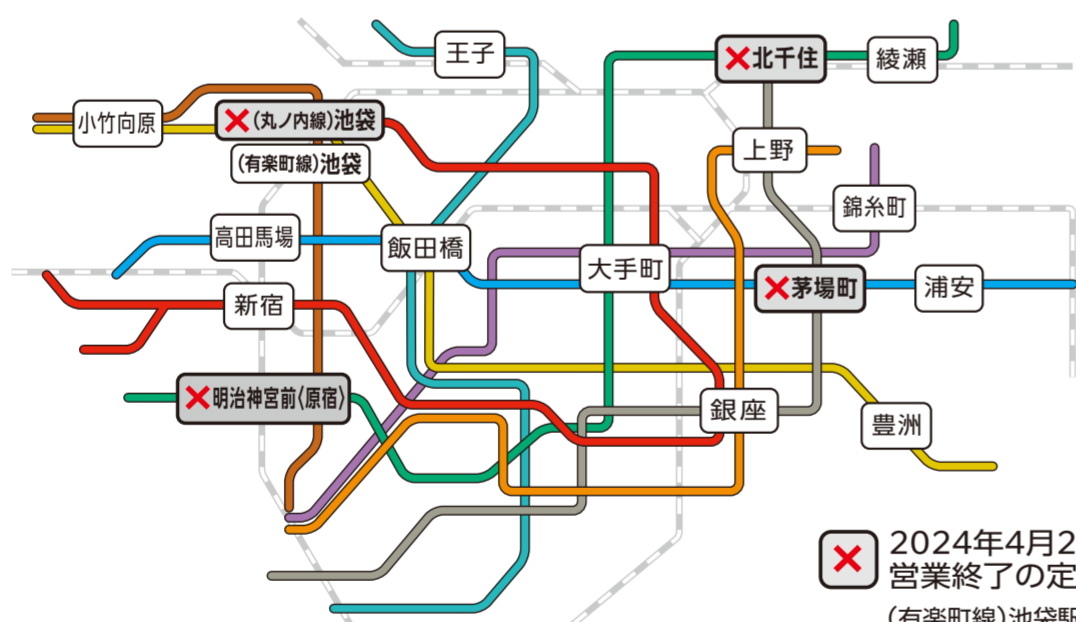 王子
北千住
綾瀬
小竹向原
(丸ノ内線)池袋
上野
(有楽町線)池袋
錦糸町
高田馬場
飯田橋
大手町
新宿
茅場町
浦安
明治神宮前〈原宿〉
銀座
豊洲
2024年4月2
営業終了の定
(有楽町線)池袋駅